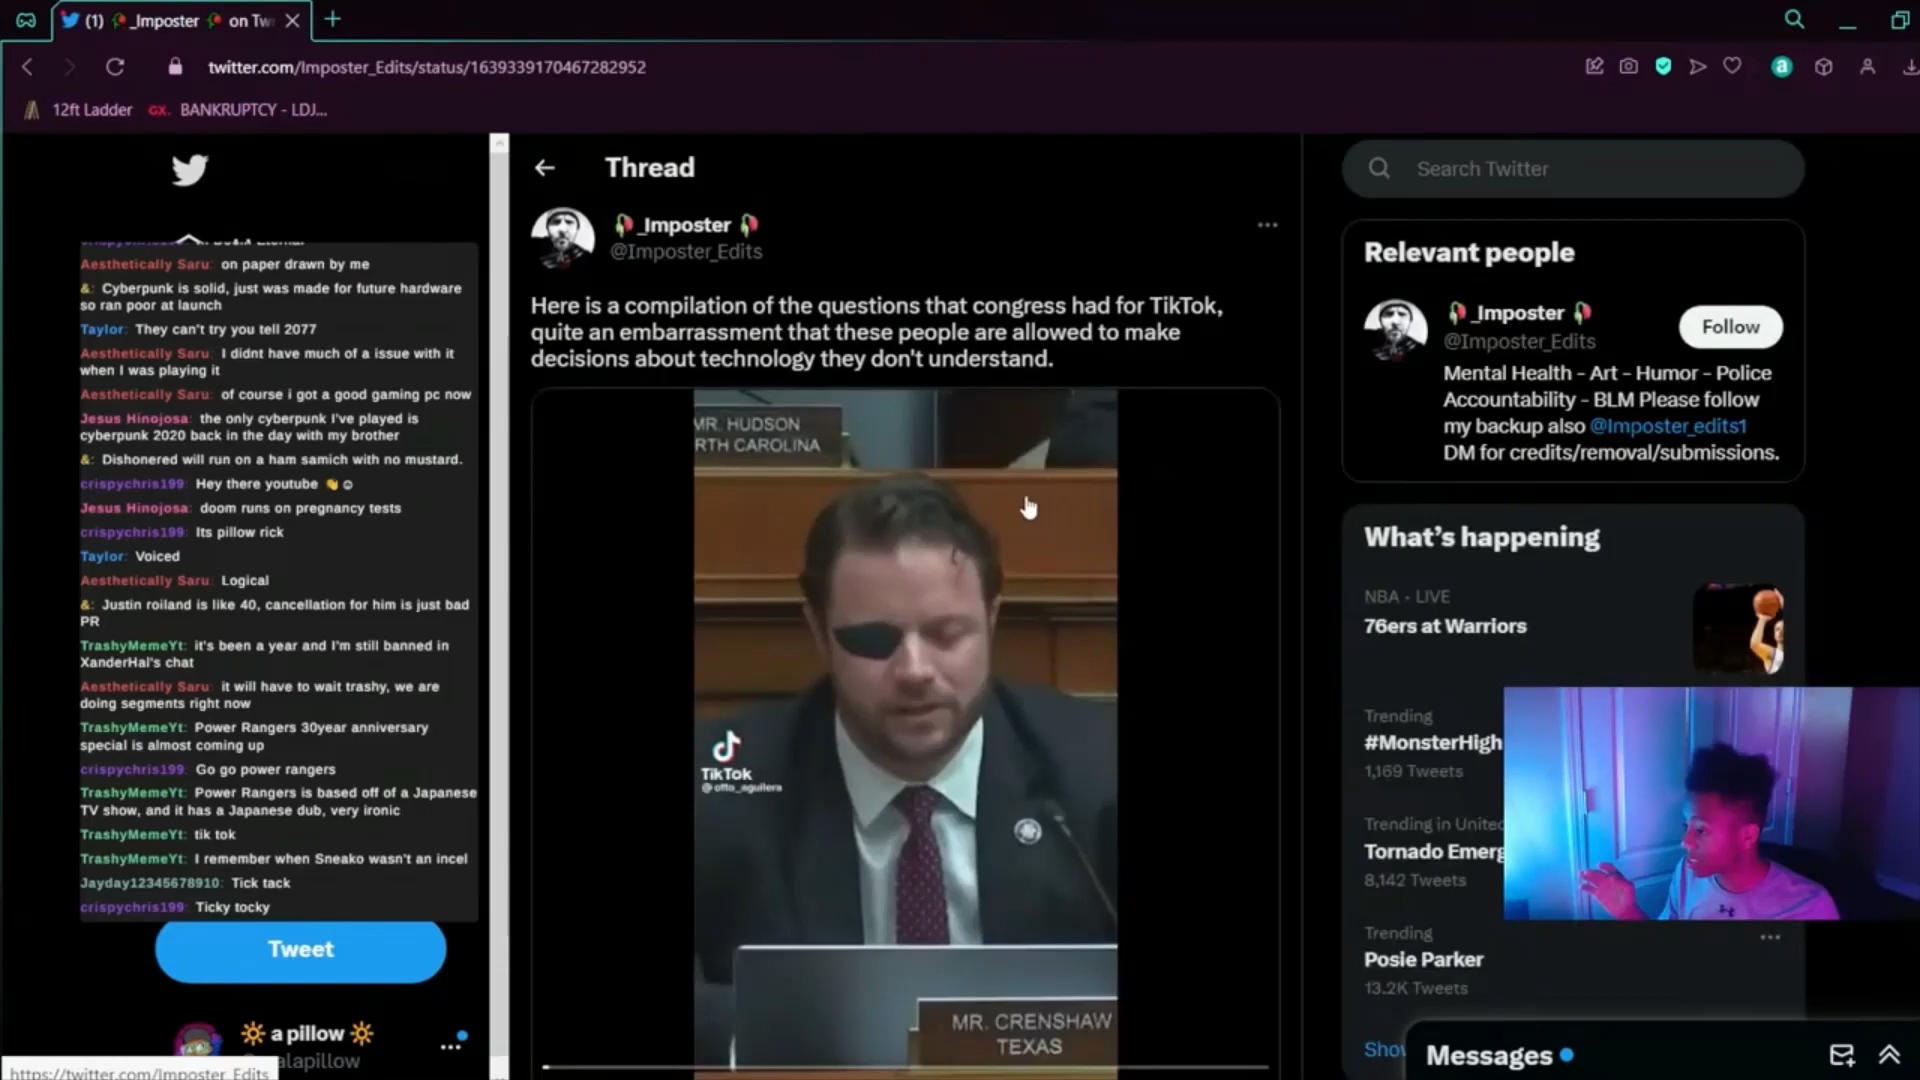 (1) _Imposter on Tw
twitter.com/Imposter_Edits/status/1639339170467282952
12ft Ladder
GX.
BANKRUPTCY - LDJ...
Aesthetically Saru: on paper drawn by me
&: Cyberpunk is solid, just was made for future hardware
so ran poor at launch
Taylor: They can't try you tell 2077
Aesthetically Saru: I didnt have much of a issue with it
when I was playing it
Aesthetically Saru: of course i got a good gaming pc now
Jesus Hinojosa: the only cyberpunk I've played is
cyberpunk 2020 back in the day with my brother
&: Dishonered will run on a ham samich with no mustard.
crispychris199: Hey there youtube 👏☺
Jesus Hinojosa: doom runs on pregnancy tests
crispychris199: Its pillow rick
Taylor: Voiced
Aesthetically Saru: Logical
&: Justin roiland is like 40, cancellation for him is just bad
PR
TrashyMemeYt: it's been a year and I'm still banned in
XanderHal's chat
Aesthetically Saru: it will have to wait trashy, we are
doing segments right now
TrashyMemeYt: Power Rangers 30year anniversary
special is almost coming up
crispychris199: Go go power rangers
TrashyMemeYt: Power Rangers is based off of a Japanese
TV show, and it has a Japanese dub, very ironic
TrashyMemeYt: tik tok
TrashyMemeYt: I remember when Sneako wasn't an incel
Jayday12345678910: Tick tack
crispychris199: Ticky tocky
Tweet
🔆 a pillow 🔆
alapillow
https://twitter.com/Imposter_Edits
Thread
🥀_Imposter 🥀
@Imposter_Edits
Here is a compilation of the questions that congress had for TikTok,
quite an embarrassment that these people are allowed to make
decisions about technology they don't understand.
MR. HUDSON
RTH CAROLINA
TikTok
@otto_aguilera
MR. CRENSHAW
TEXAS
Search Twitter
Relevant people
🥀_Imposter 🥀
@Imposter_Edits
Follow
Mental Health - Art - Humor - Police
Accountability - BLM Please follow
my backup also @Imposter_edits1
DM for credits/removal/submissions.
What's happening
NBA · LIVE
76ers at Warriors
Trending
#MonsterHigh
1,169 Tweets
Trending in United
Tornado Emerg
8,142 Tweets
Trending
Posie Parker
13.2K Tweets
Show
Messages